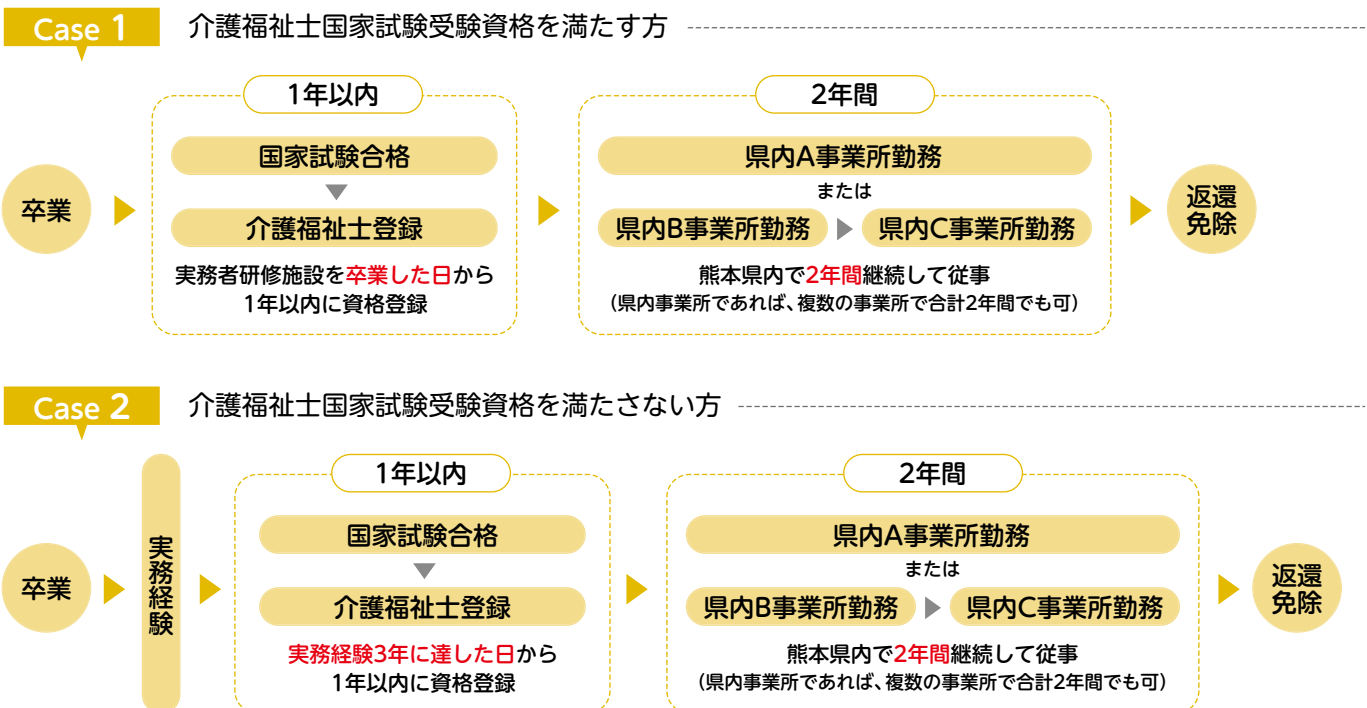 Case 1 介護福祉士国家試験受験資格を満たす方
1年以内
2年間
国家試験合格
県内A事業所勤務
卒業
または
介護福祉士登録
県内B事業所勤務
県内C事業所勤務
返還
免除
実務者研修施設を卒業した日から
1年以内に資格登録
熊本県内で2年間継続して従事
（県内事業所であれば、複数の事業所で合計2年間でも可）
Case 2 介護福祉士国家試験受験資格を満たさない方
卒業
実務経験
1年以内
国家試験合格
介護福祉士登録
実務経験3年に達した日から
1年以内に資格登録
2年間
県内A事業所勤務
または
県内B事業所勤務
県内C事業所勤務
熊本県内で2年間継続して従事
（県内事業所であれば、複数の事業所で合計2年間でも可）
返還
免除